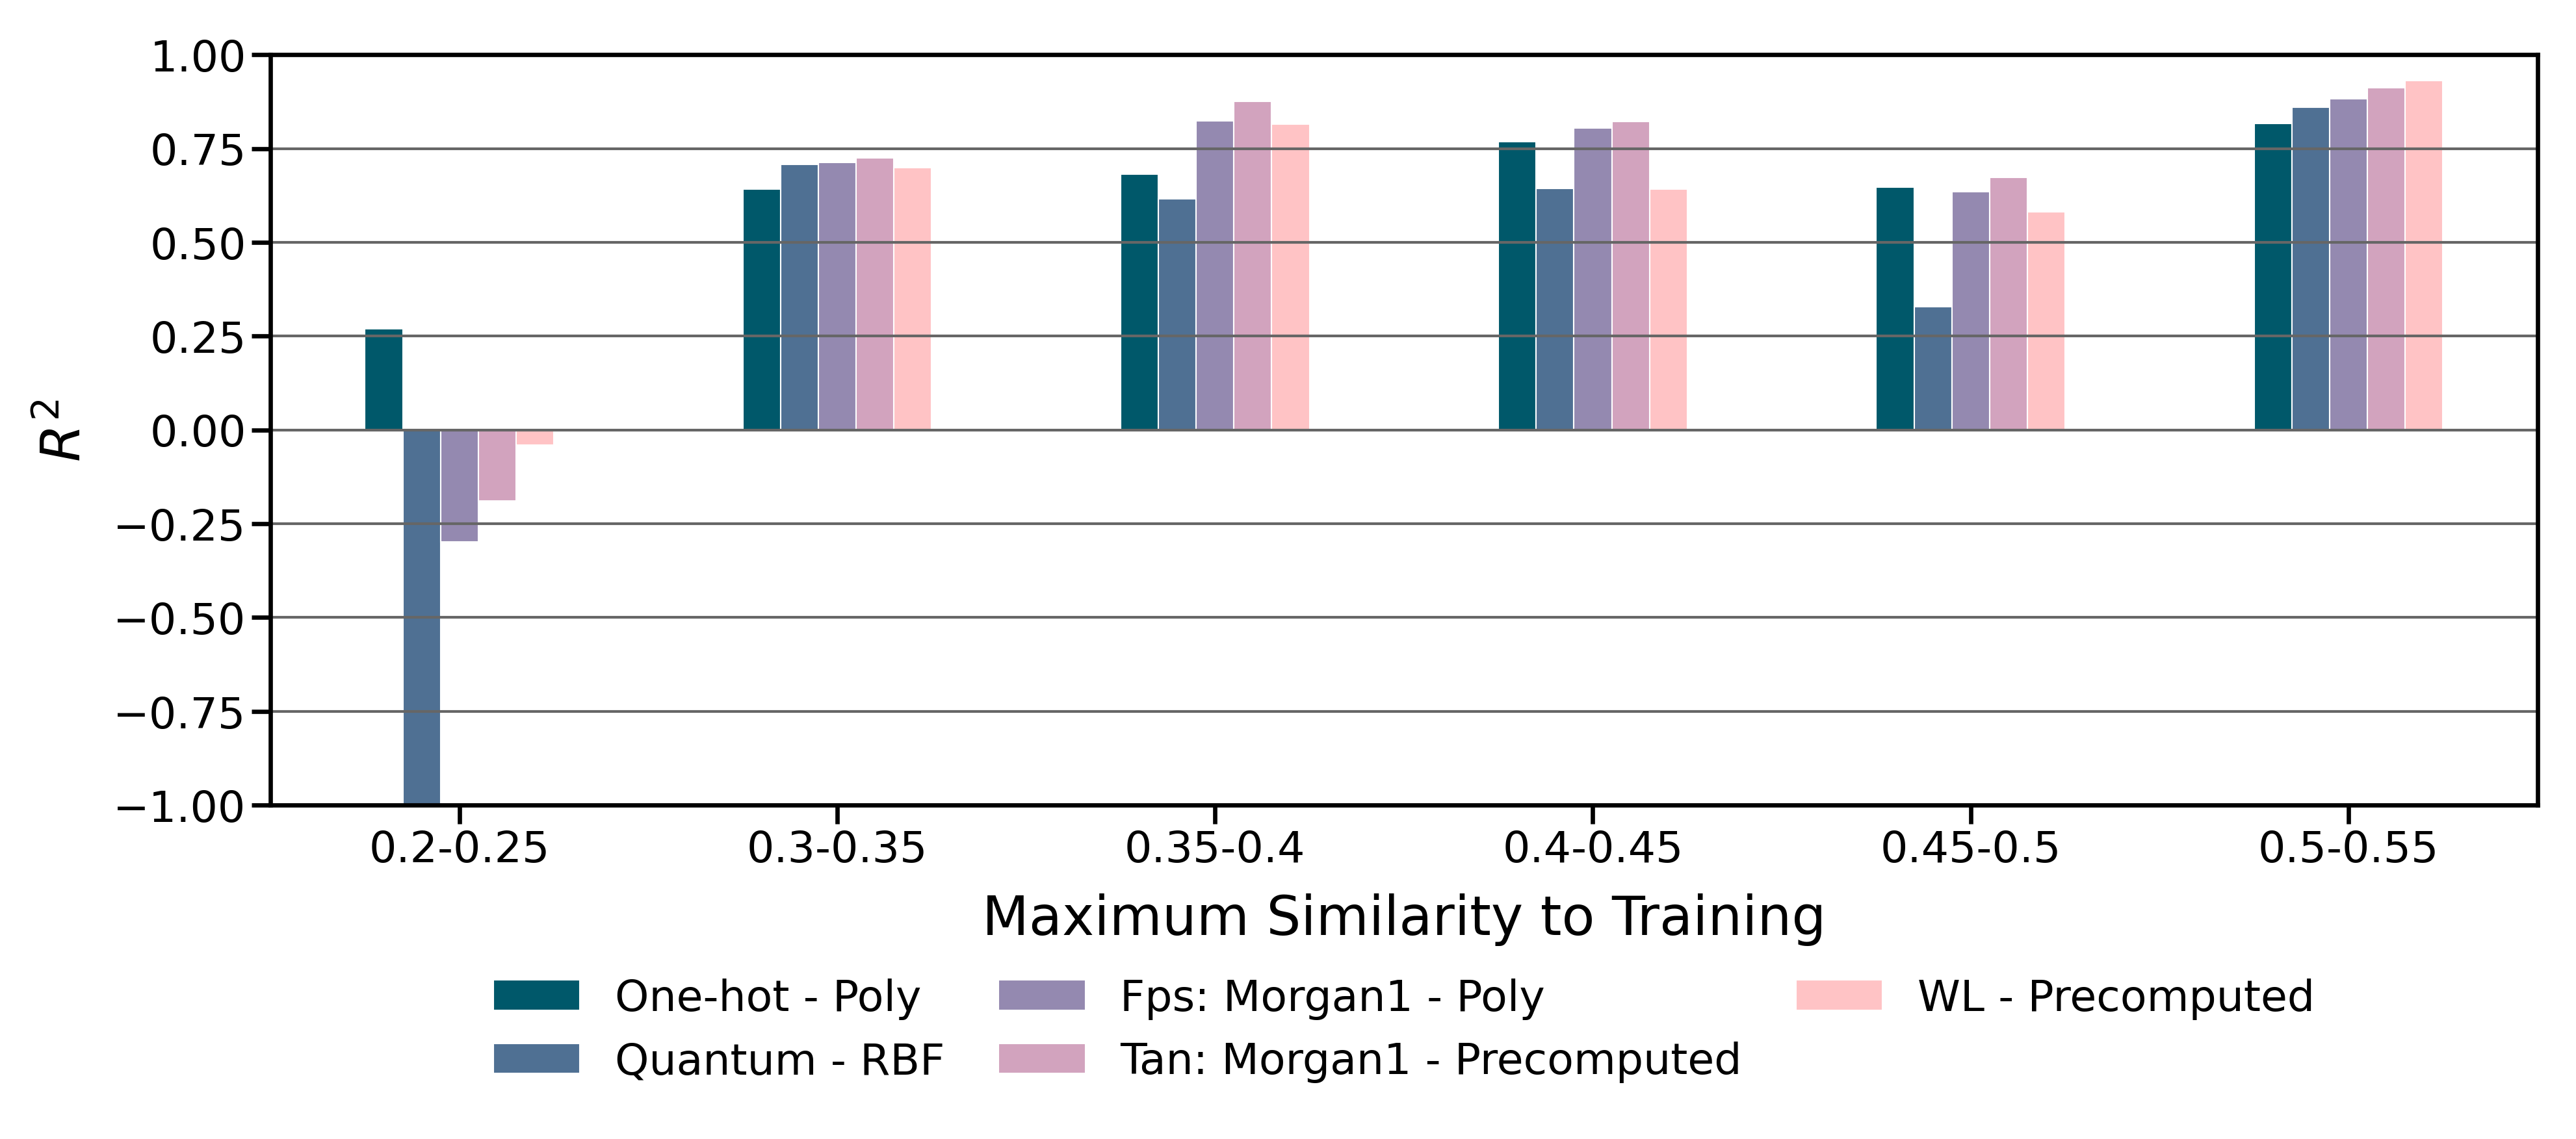 1.00
0.75
0.50
0.25
0.00
−0.25
−0.50
−0.75
−1.00
R²
0.2-0.25 0.3-0.35 0.35-0.4 0.4-0.45 0.45-0.5 0.5-0.55
Maximum Similarity to Training
One-hot - Poly Fps: Morgan1 - Poly WL - Precomputed
Quantum - RBF Tan: Morgan1 - Precomputed